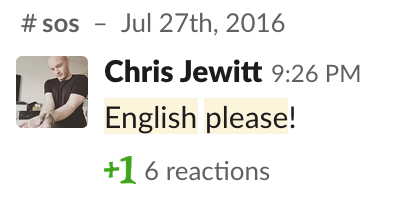 # sos – Jul 27th, 2016
Chris Jewitt 9:26 PM
English please!
+1 6 reactions